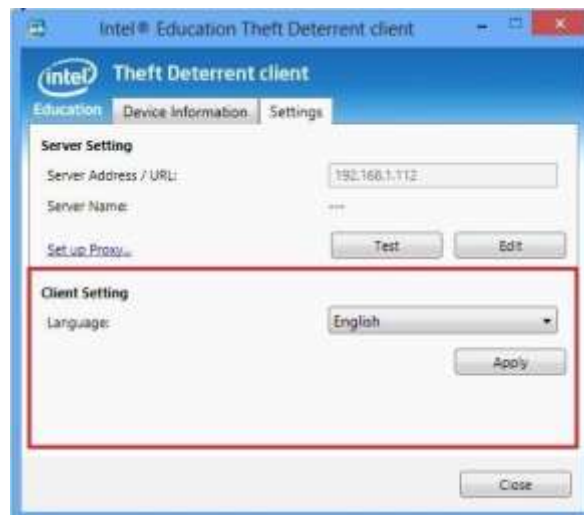 Intel® Education Theft Deterrent client
intel Theft Deterrent client
Education Device Information Settings
Server Setting
Server Address / URL: 192.168.1.112
Server Name: ---
Set up Proxy... Test Edit
Client Setting
Language: English
Apply
Close